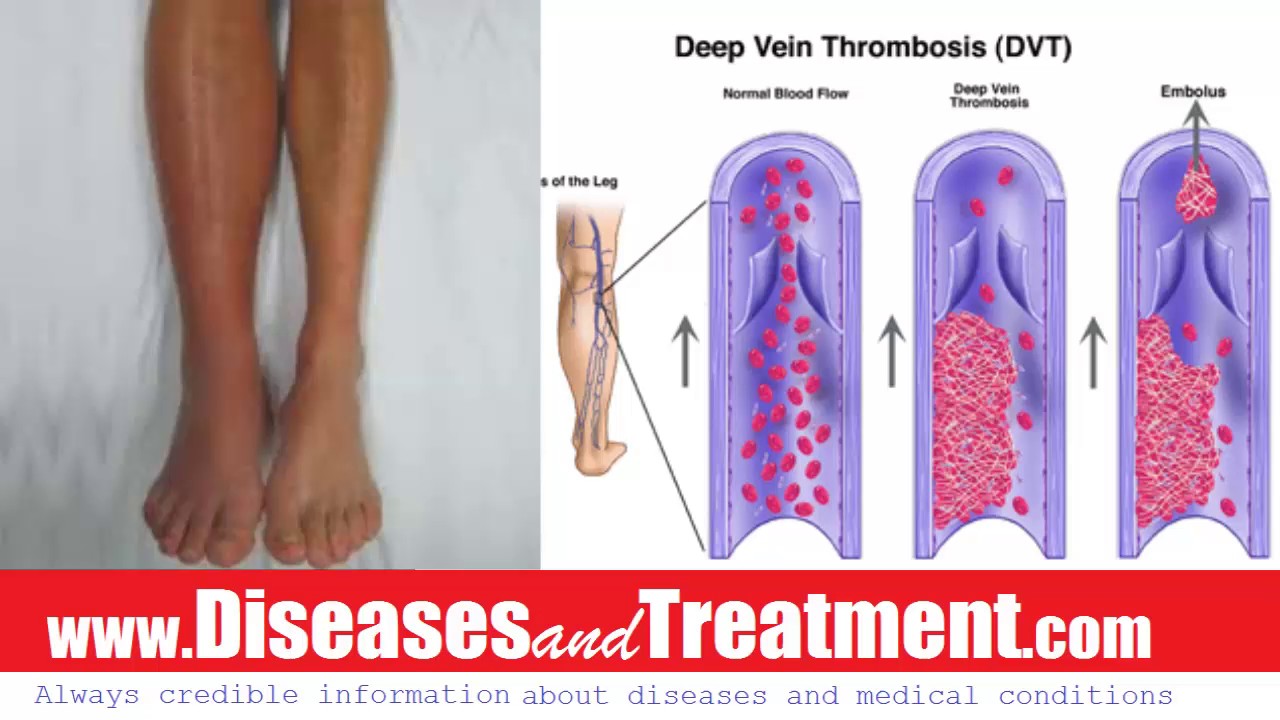 Deep Vein Thrombosis (DVT)
Normal Blood Flow
Deep Vein
Thrombosis
Embolus
s of the Leg
www.DiseasesandTreatment.com
Always credible information about diseases and medical conditions